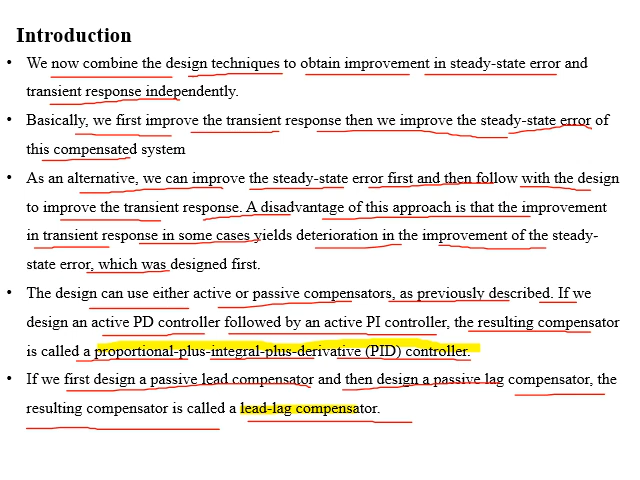 Introduction
• We now combine the design techniques to obtain improvement in steady-state error and
transient response independently.
• Basically, we first improve the transient response then we improve the steady-state error of
this compensated system
• As an alternative, we can improve the steady-state error first and then follow with the design
to improve the transient response. A disadvantage of this approach is that the improvement
in transient response in some cases yields deterioration in the improvement of the steady-
state error, which was designed first.
• The design can use either active or passive compensators, as previously described. If we
design an active PD controller followed by an active PI controller, the resulting compensator
is called a proportional-plus-integral-plus-derivative (PID) controller.
• If we first design a passive lead compensator and then design a passive lag compensator, the
resulting compensator is called a lead-lag compensator.